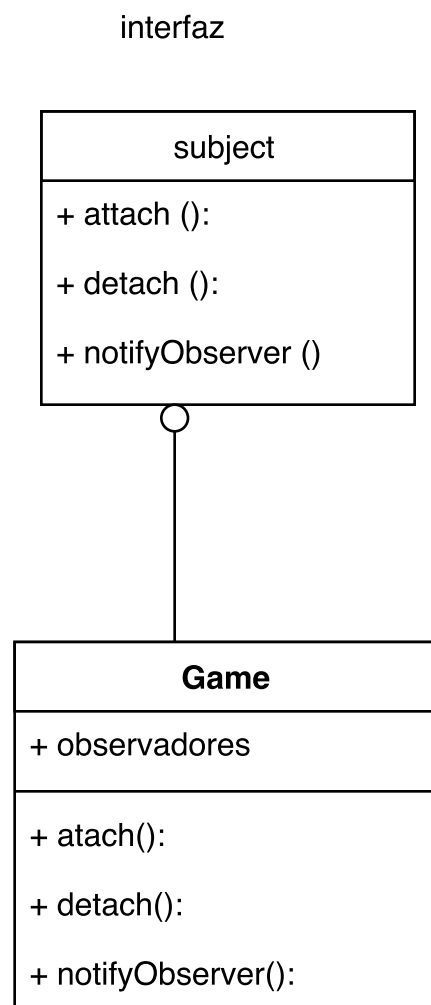 interfaz
subject
+ attach ():
+ detach ():
+ notifyObserver ()
Game
+ observadores
+ atach():
+ detach():
+ notifyObserver():